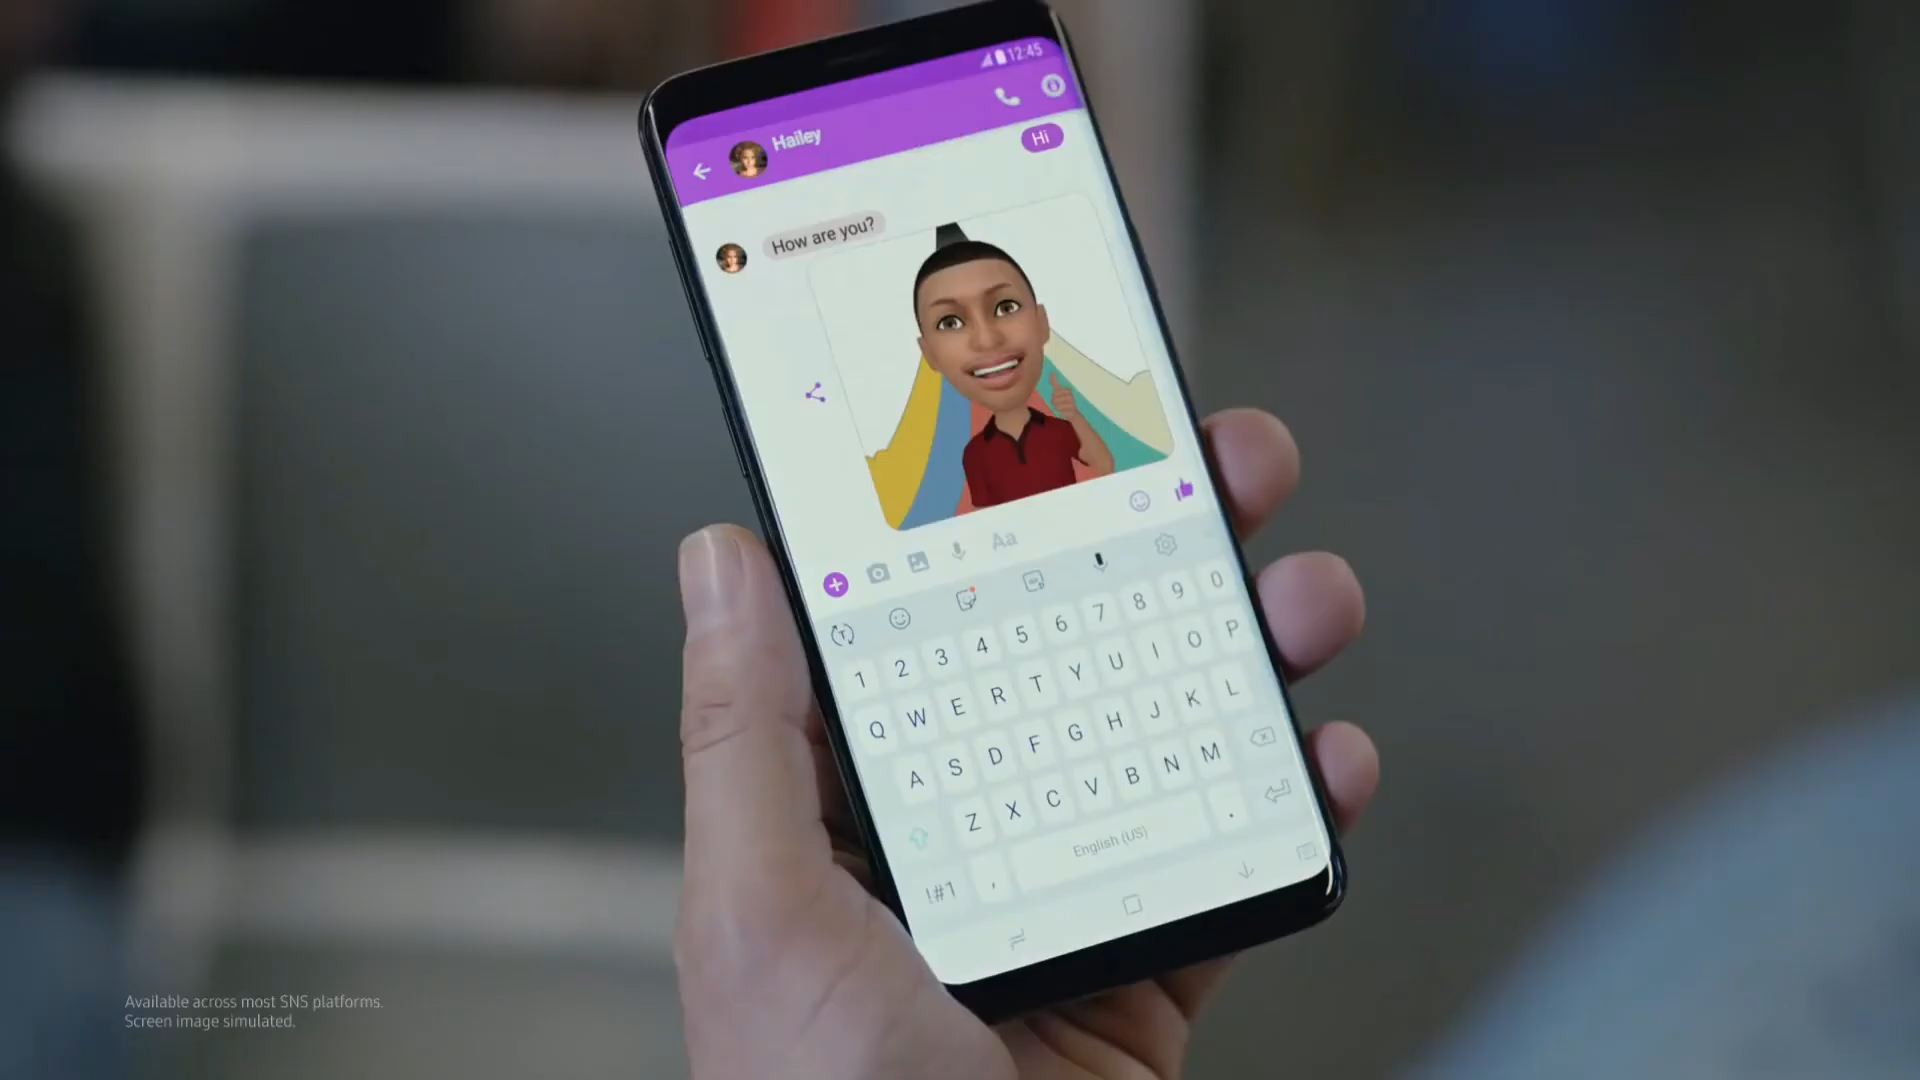 12:45
Hailey
Hi
How are you?
Aa
T
1 2 3 4 5 6 7 8 9 0
Q W E R T Y U I O P
A S D F G H J K L
Z X C V B N M
!#1 , English (US) .
Available across most SNS platforms.
Screen image simulated.